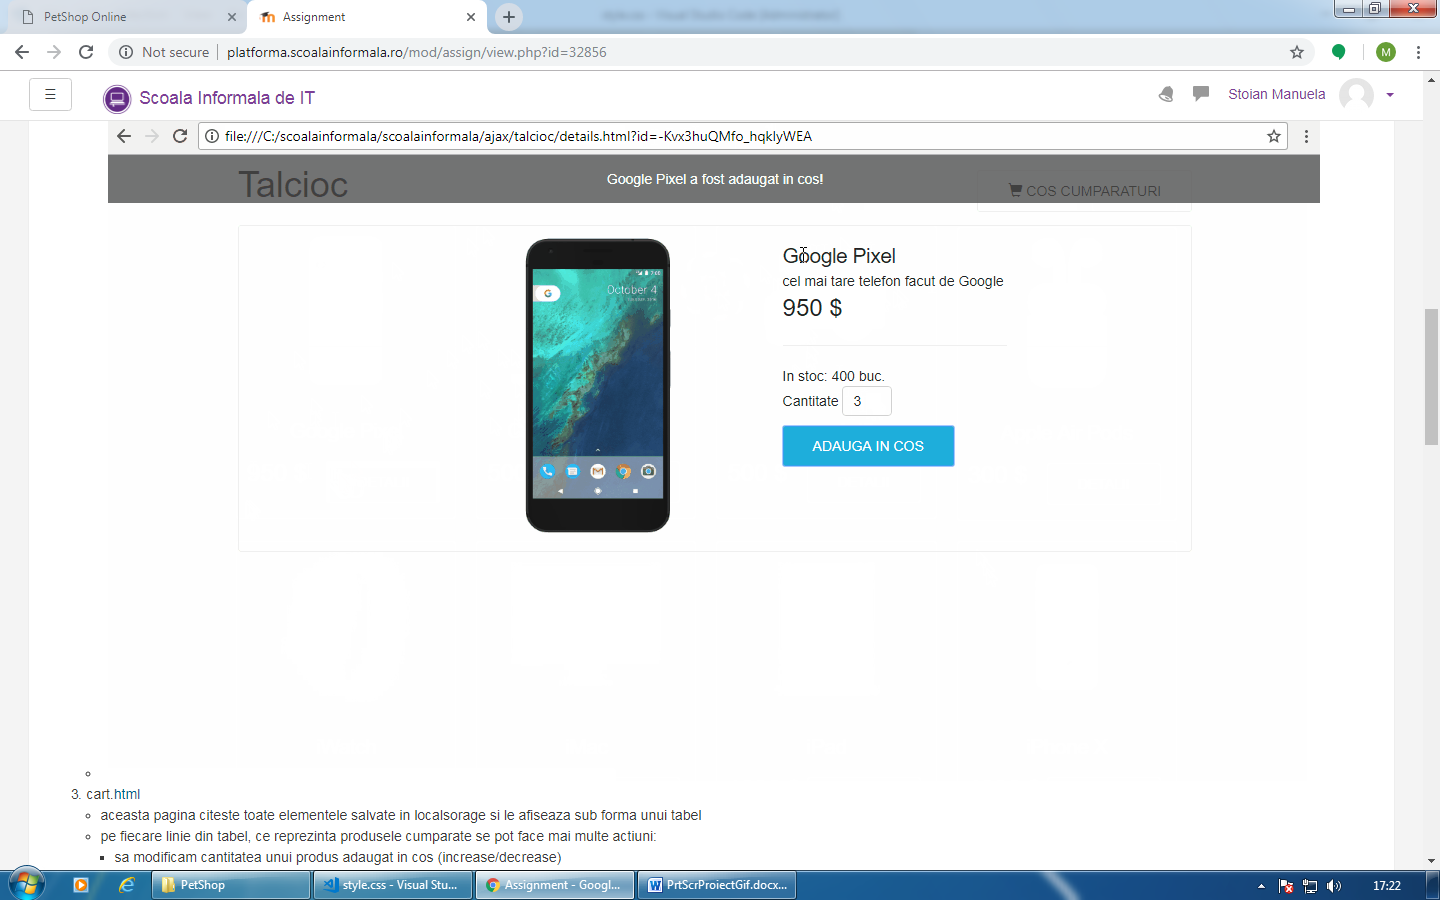 PetShop Online
Assignment
Not secure
platforma.scoalainformala.ro/mod/assign/view.php?id=32856
M
Scoala Informala de IT
Stoian Manuela
file:///C:/scoalainformala/scoalainformala/ajax/talcioc/details.html?id=-Kvx3huQMfo_hqklyWEA
Talcioc
Google Pixel a fost adaugat in cos!
COS CUMPARATURI
October 4
Google Pixel
cel mai tare telefon facut de Google
950 $
In stoc: 400 buc.
Cantitate 3
ADAUGA IN COS
3. cart.html
aceasta pagina citeste toate elementele salvate in localsorage si le afiseaza sub forma unui tabel
pe fiecare linie din tabel, ce reprezinta produsele cumparate se pot face mai multe actiuni:
sa modificam cantitatea unui produs adaugat in cos (increase/decrease)
PetShop
style.css - Visual Stu...
Assignment - Googl...
PrtScrProiectGif.docx...
17:22